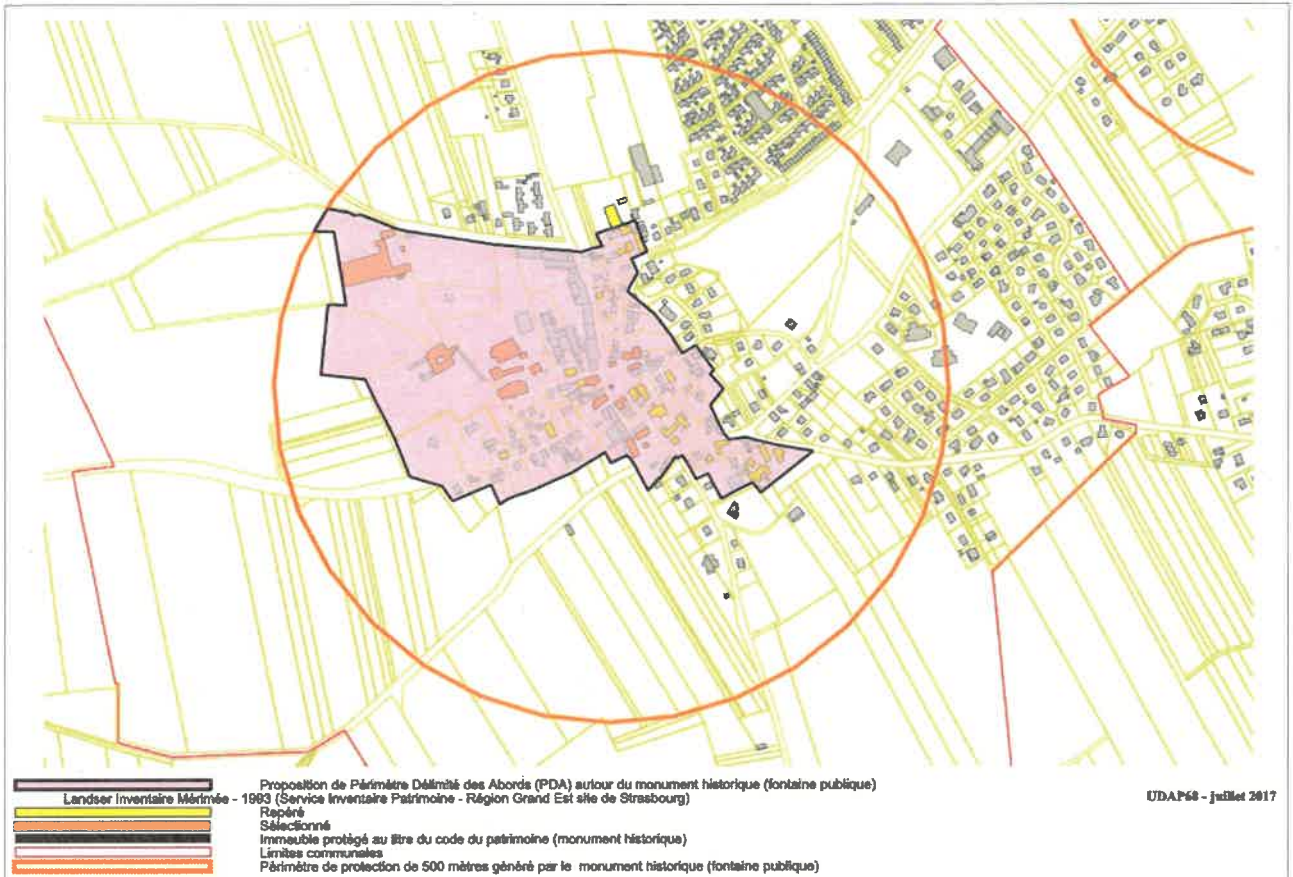 Proposition de Périmètre Délimité des Abords (PDA) autour du monument historique (fontaine publique)
Landser Inventaire Mérimée - 1993 (Service Inventaire Patrimoine - Région Grand Est site de Strasbourg)
UDAP68 - juillet 2017
Repéré
Sélectionné
Immeuble protégé au titre du code du patrimoine (monument historique)
Limites communales
Périmètre de protection de 500 mètres généré par le monument historique (fontaine publique)